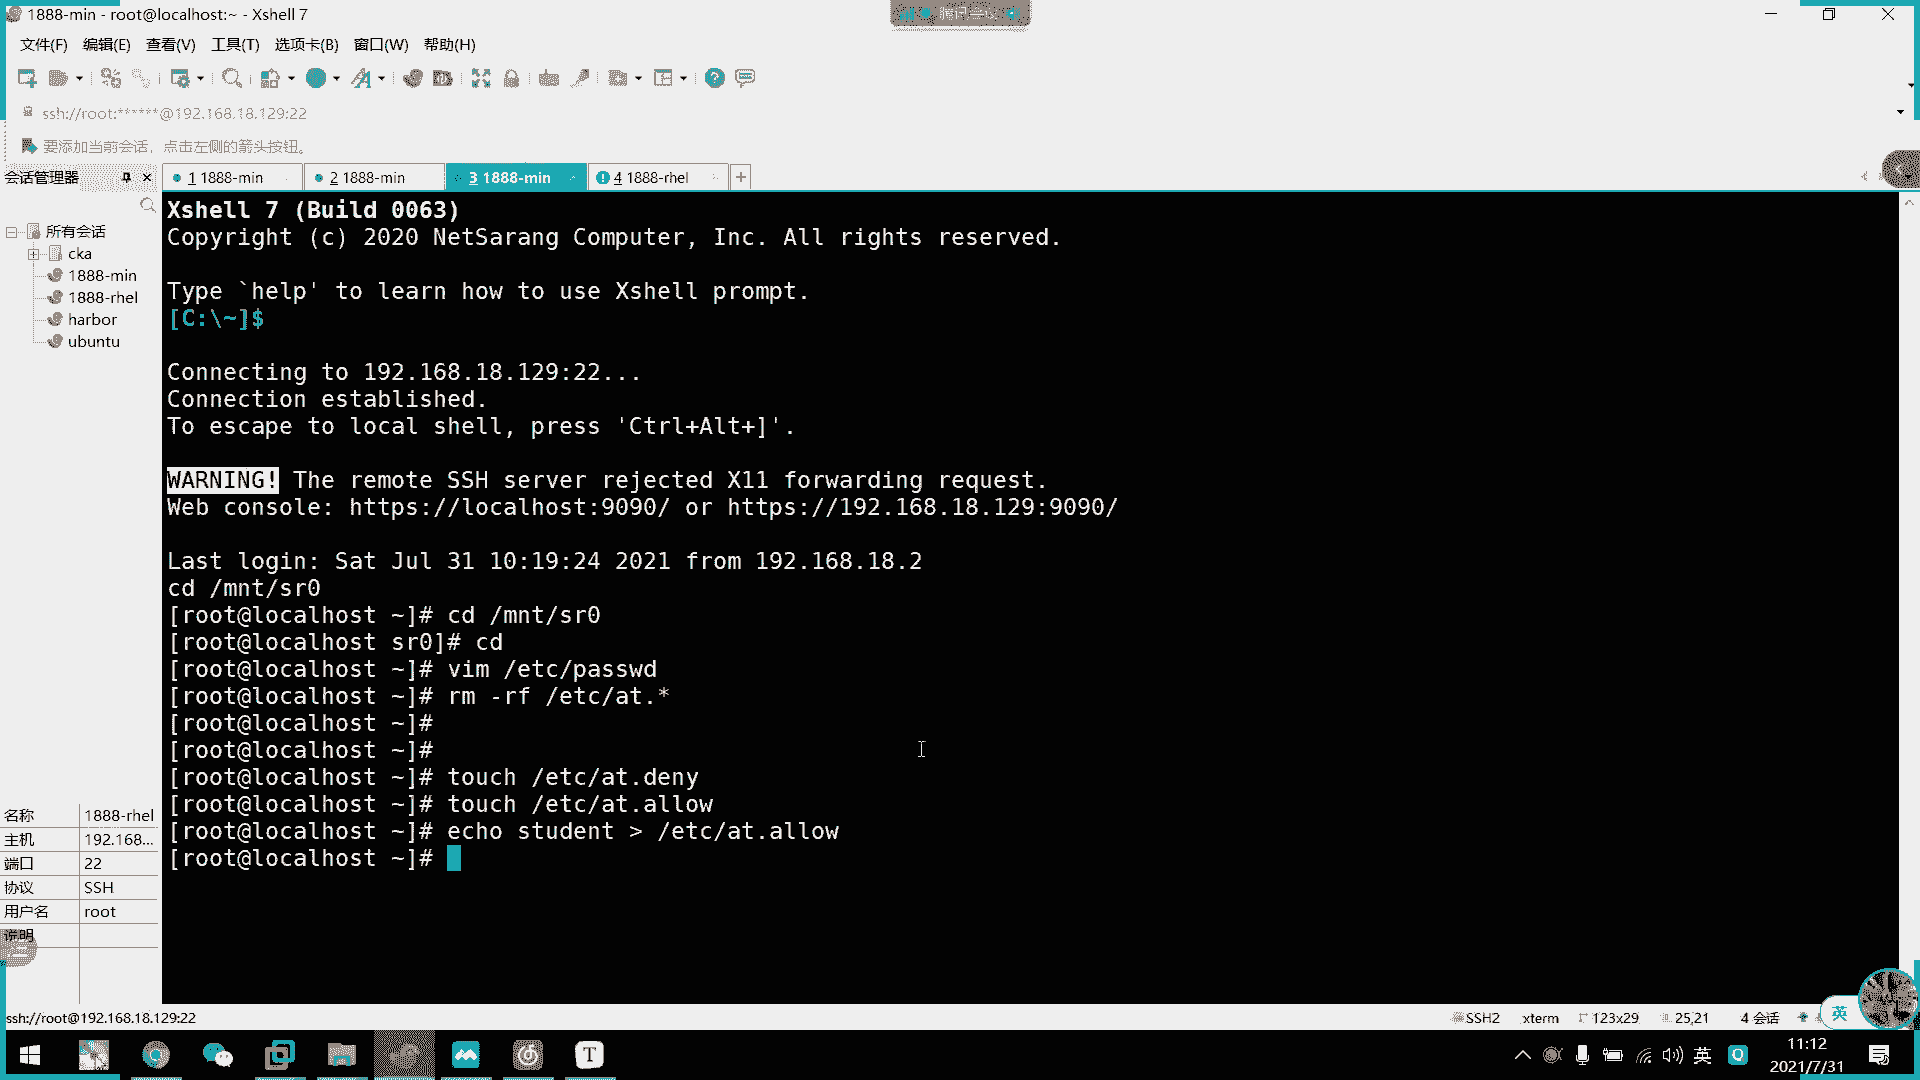 1888-min - root@localhost:~ - Xshell 7
腾讯会议
文件(F) 编辑(E) 查看(V) 工具(T) 选项卡(B) 窗口(W) 帮助(H)
ssh://root:******@192.168.18.129:22
要添加当前会话，点击左侧的箭头按钮。
会话管理器
1 1888-min
2 1888-min
3 1888-min
4 1888-rhel
所有会话
cka
1888-min
1888-rhel
harbor
ubuntu
Xshell 7 (Build 0063)
Copyright (c) 2020 NetSarang Computer, Inc. All rights reserved.
Type `help' to learn how to use Xshell prompt.
[C:\~]$
Connecting to 192.168.18.129:22...
Connection established.
To escape to local shell, press 'Ctrl+Alt+]'.
WARNING! The remote SSH server rejected X11 forwarding request.
Web console: https://localhost:9090/ or https://192.168.18.129:9090/
Last login: Sat Jul 31 10:19:24 2021 from 192.168.18.2
cd /mnt/sr0
[root@localhost ~]# cd /mnt/sr0
[root@localhost sr0]# cd
[root@localhost ~]# vim /etc/passwd
[root@localhost ~]# rm -rf /etc/at.*
[root@localhost ~]#
[root@localhost ~]#
[root@localhost ~]# touch /etc/at.deny
[root@localhost ~]# touch /etc/at.allow
[root@localhost ~]# echo student > /etc/at.allow
[root@localhost ~]#
名称 1888-rhel
主机 192.168...
端口 22
协议 SSH
用户名 root
说明
ssh://root@192.168.18.129:22
SSH2 xterm 123x29 25,21 4 会话
英
英
11:12
2021/7/31